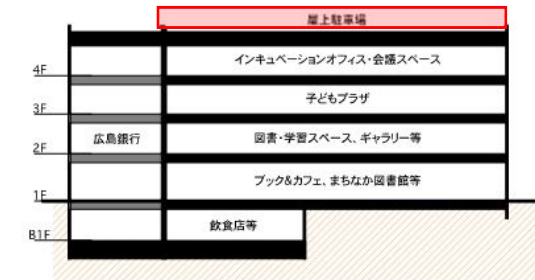 屋上駐車場
4F
インキュベーションオフィス・会議スペース
3F
子どもプラザ
2F
広島銀行
図書・学習スペース、ギャラリー等
1F
ブック&カフェ、まちなか図書館等
B1F
飲食店等